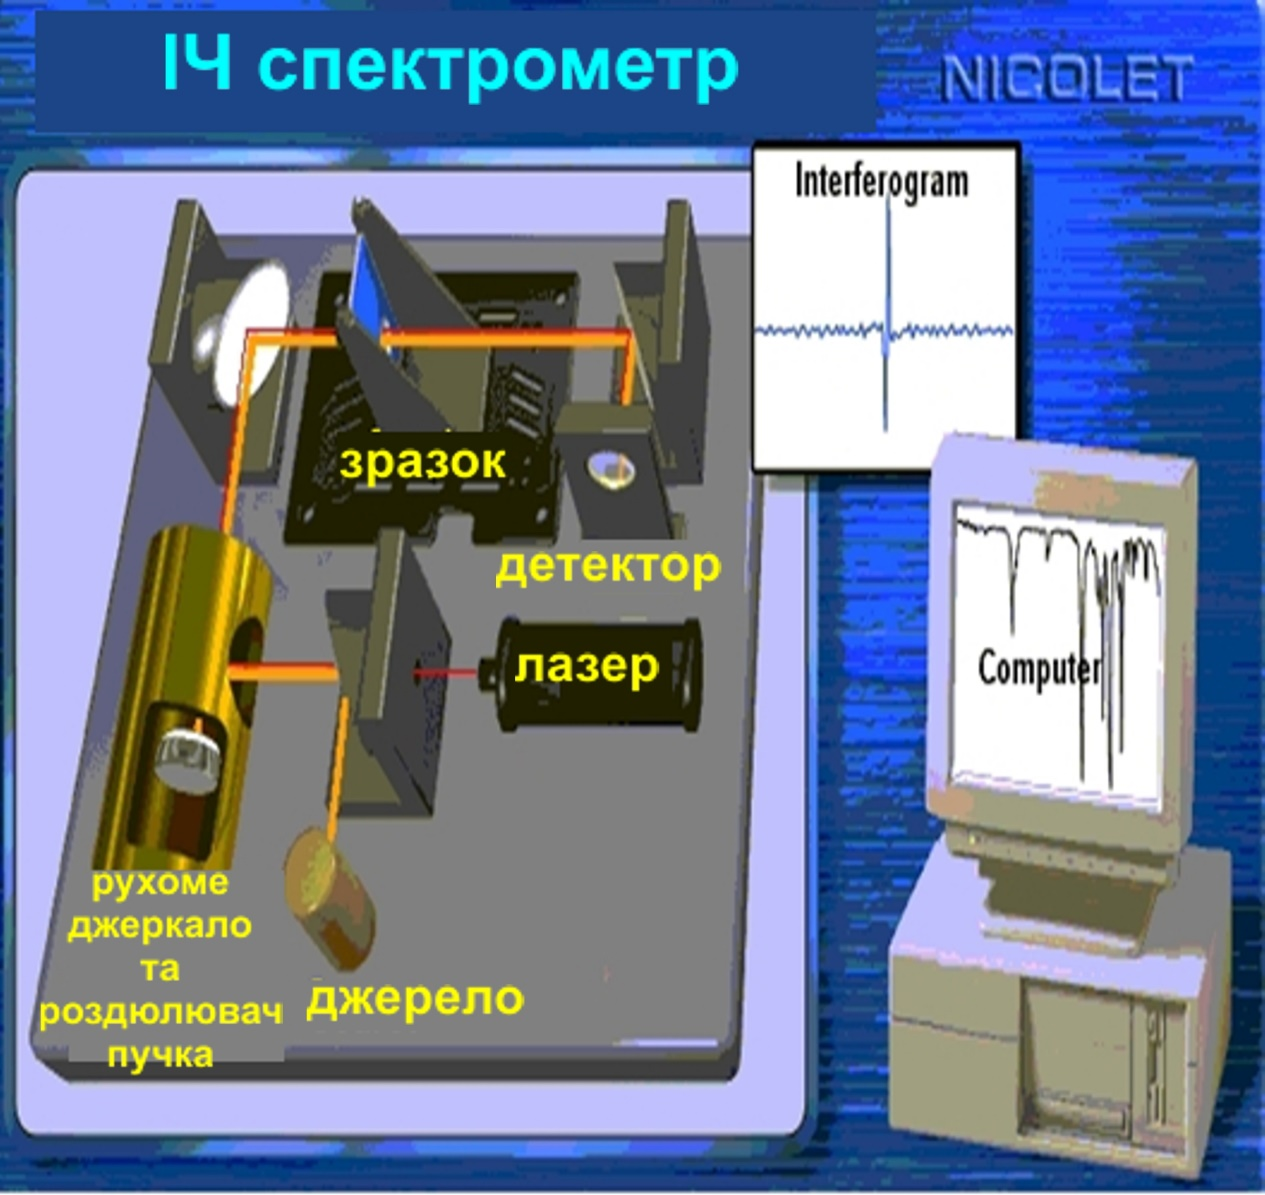 ІЧ спектрометр
NICOLET
Interferogram
зразок
детектор
лазер
Computer
рухоме
джеркало
та
роздюлювач
пучка
джерело